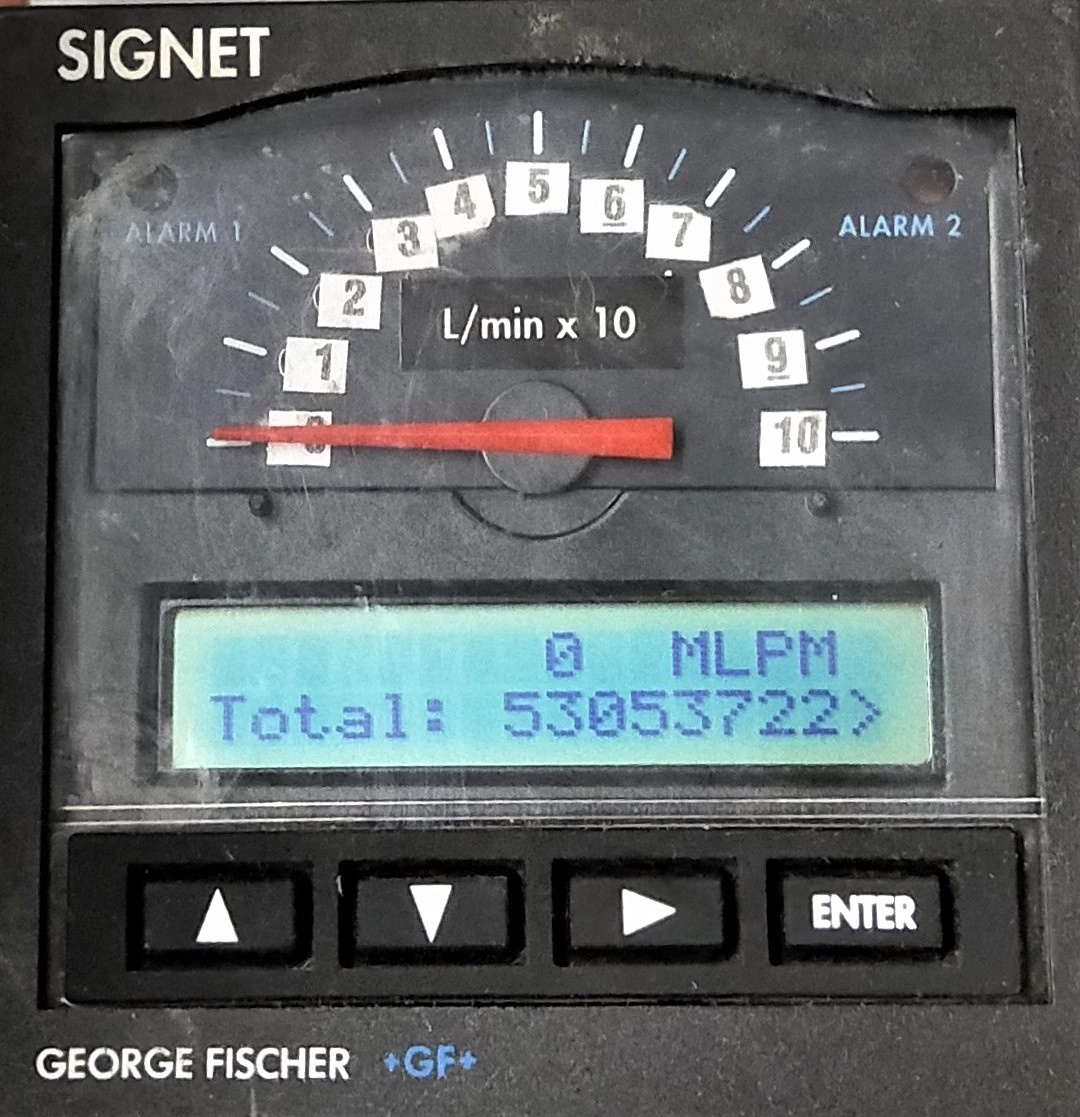 SIGNET
ALARM 1
ALARM 2
0 1 2 3 4 5 6 7 8 9 10
L/min x 10
0 MLPM
Total: 53053722>
ENTER
GEORGE FISCHER +GF+